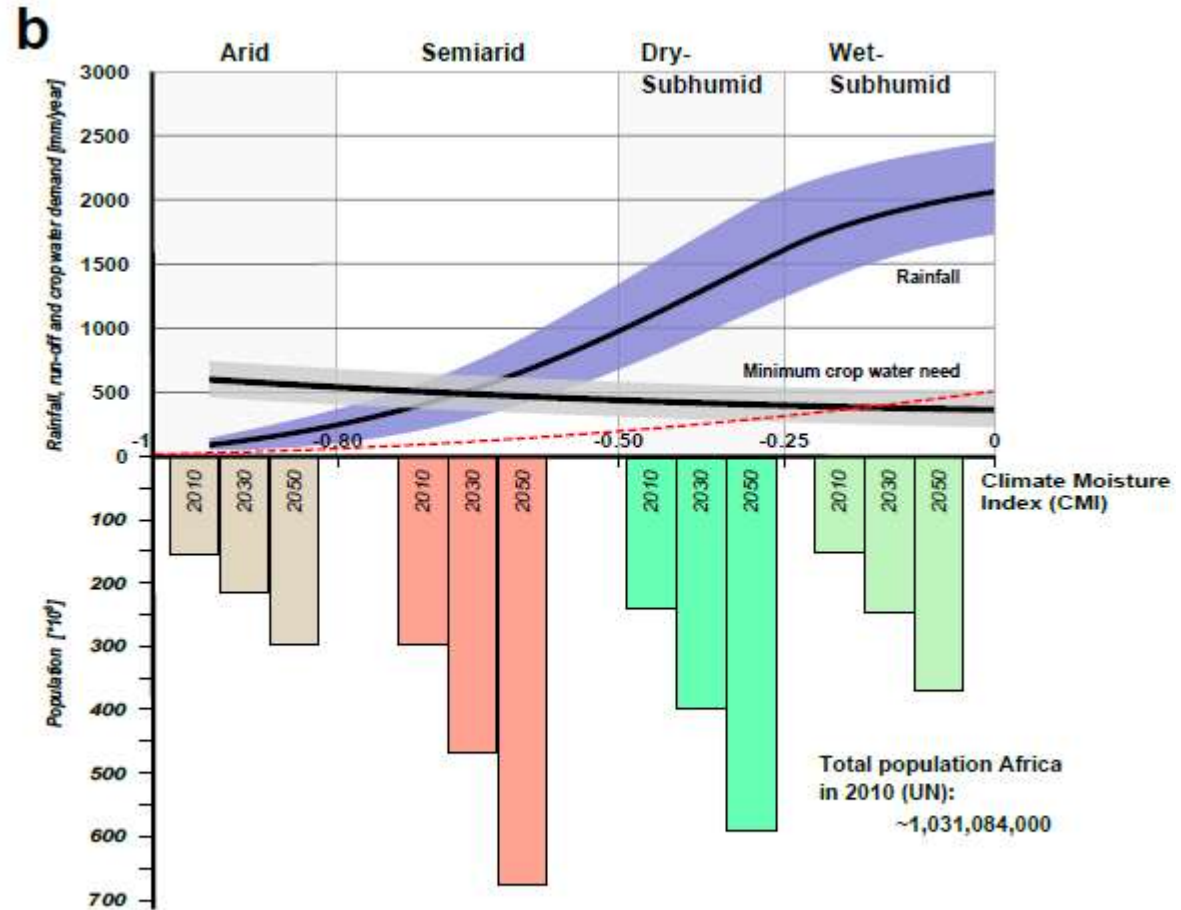 b
Arid
Semiarid
Dry-
Subhumid
Wet-
Subhumid
Rainfall, run-off and crop water demand [mm/year]
3000
2500
2000
1500
1000
500
0
Rainfall
Minimum crop water need
-1
-0.80
-0.50
-0.25
0
Climate Moisture
Index (CMI)
2010
2030
2050
2010
2030
2050
2010
2030
2050
2010
2030
2050
Population [*10⁶]
100
200
300
400
500
600
700
Total population Africa
in 2010 (UN):
~1,031,084,000